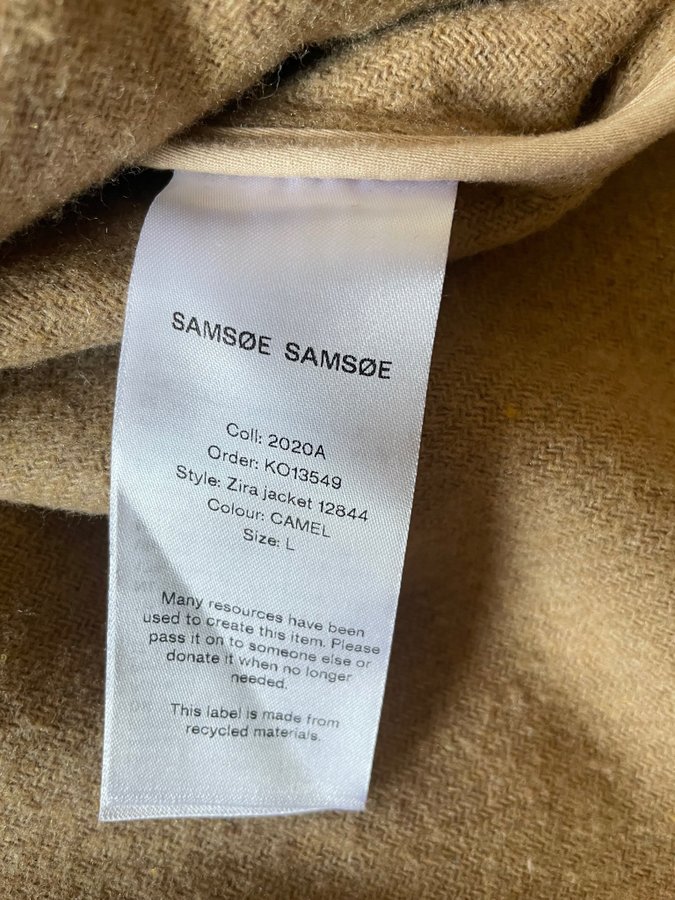 SAMSØE SAMSØE
Coll: 2020A
Order: KO13549
Style: Zira jacket 12844
Colour: CAMEL
Size: L
Many resources have been
used to create this item. Please
pass it on to someone else or
donate it when no longer
needed.
This label is made from
recycled materials.